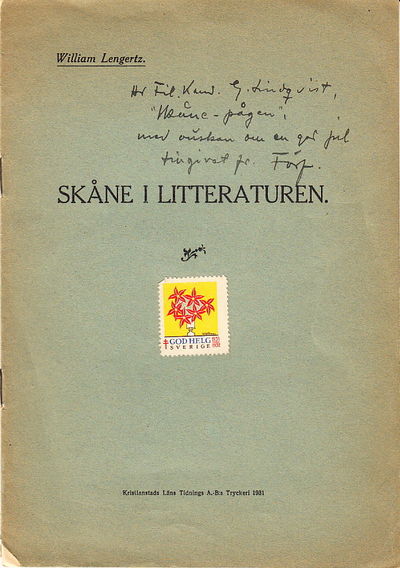 William Lengertz.
Hr Fil. Kand. G. Lindqvist,
"Skåne-pågen",
med önskan om en god jul
tillgivet fr. Förf.
SKÅNE I LITTERATUREN.
GOD HELG
SVERIGE
Kristianstads Läns Tidnings A.-B:s Tryckeri 1931